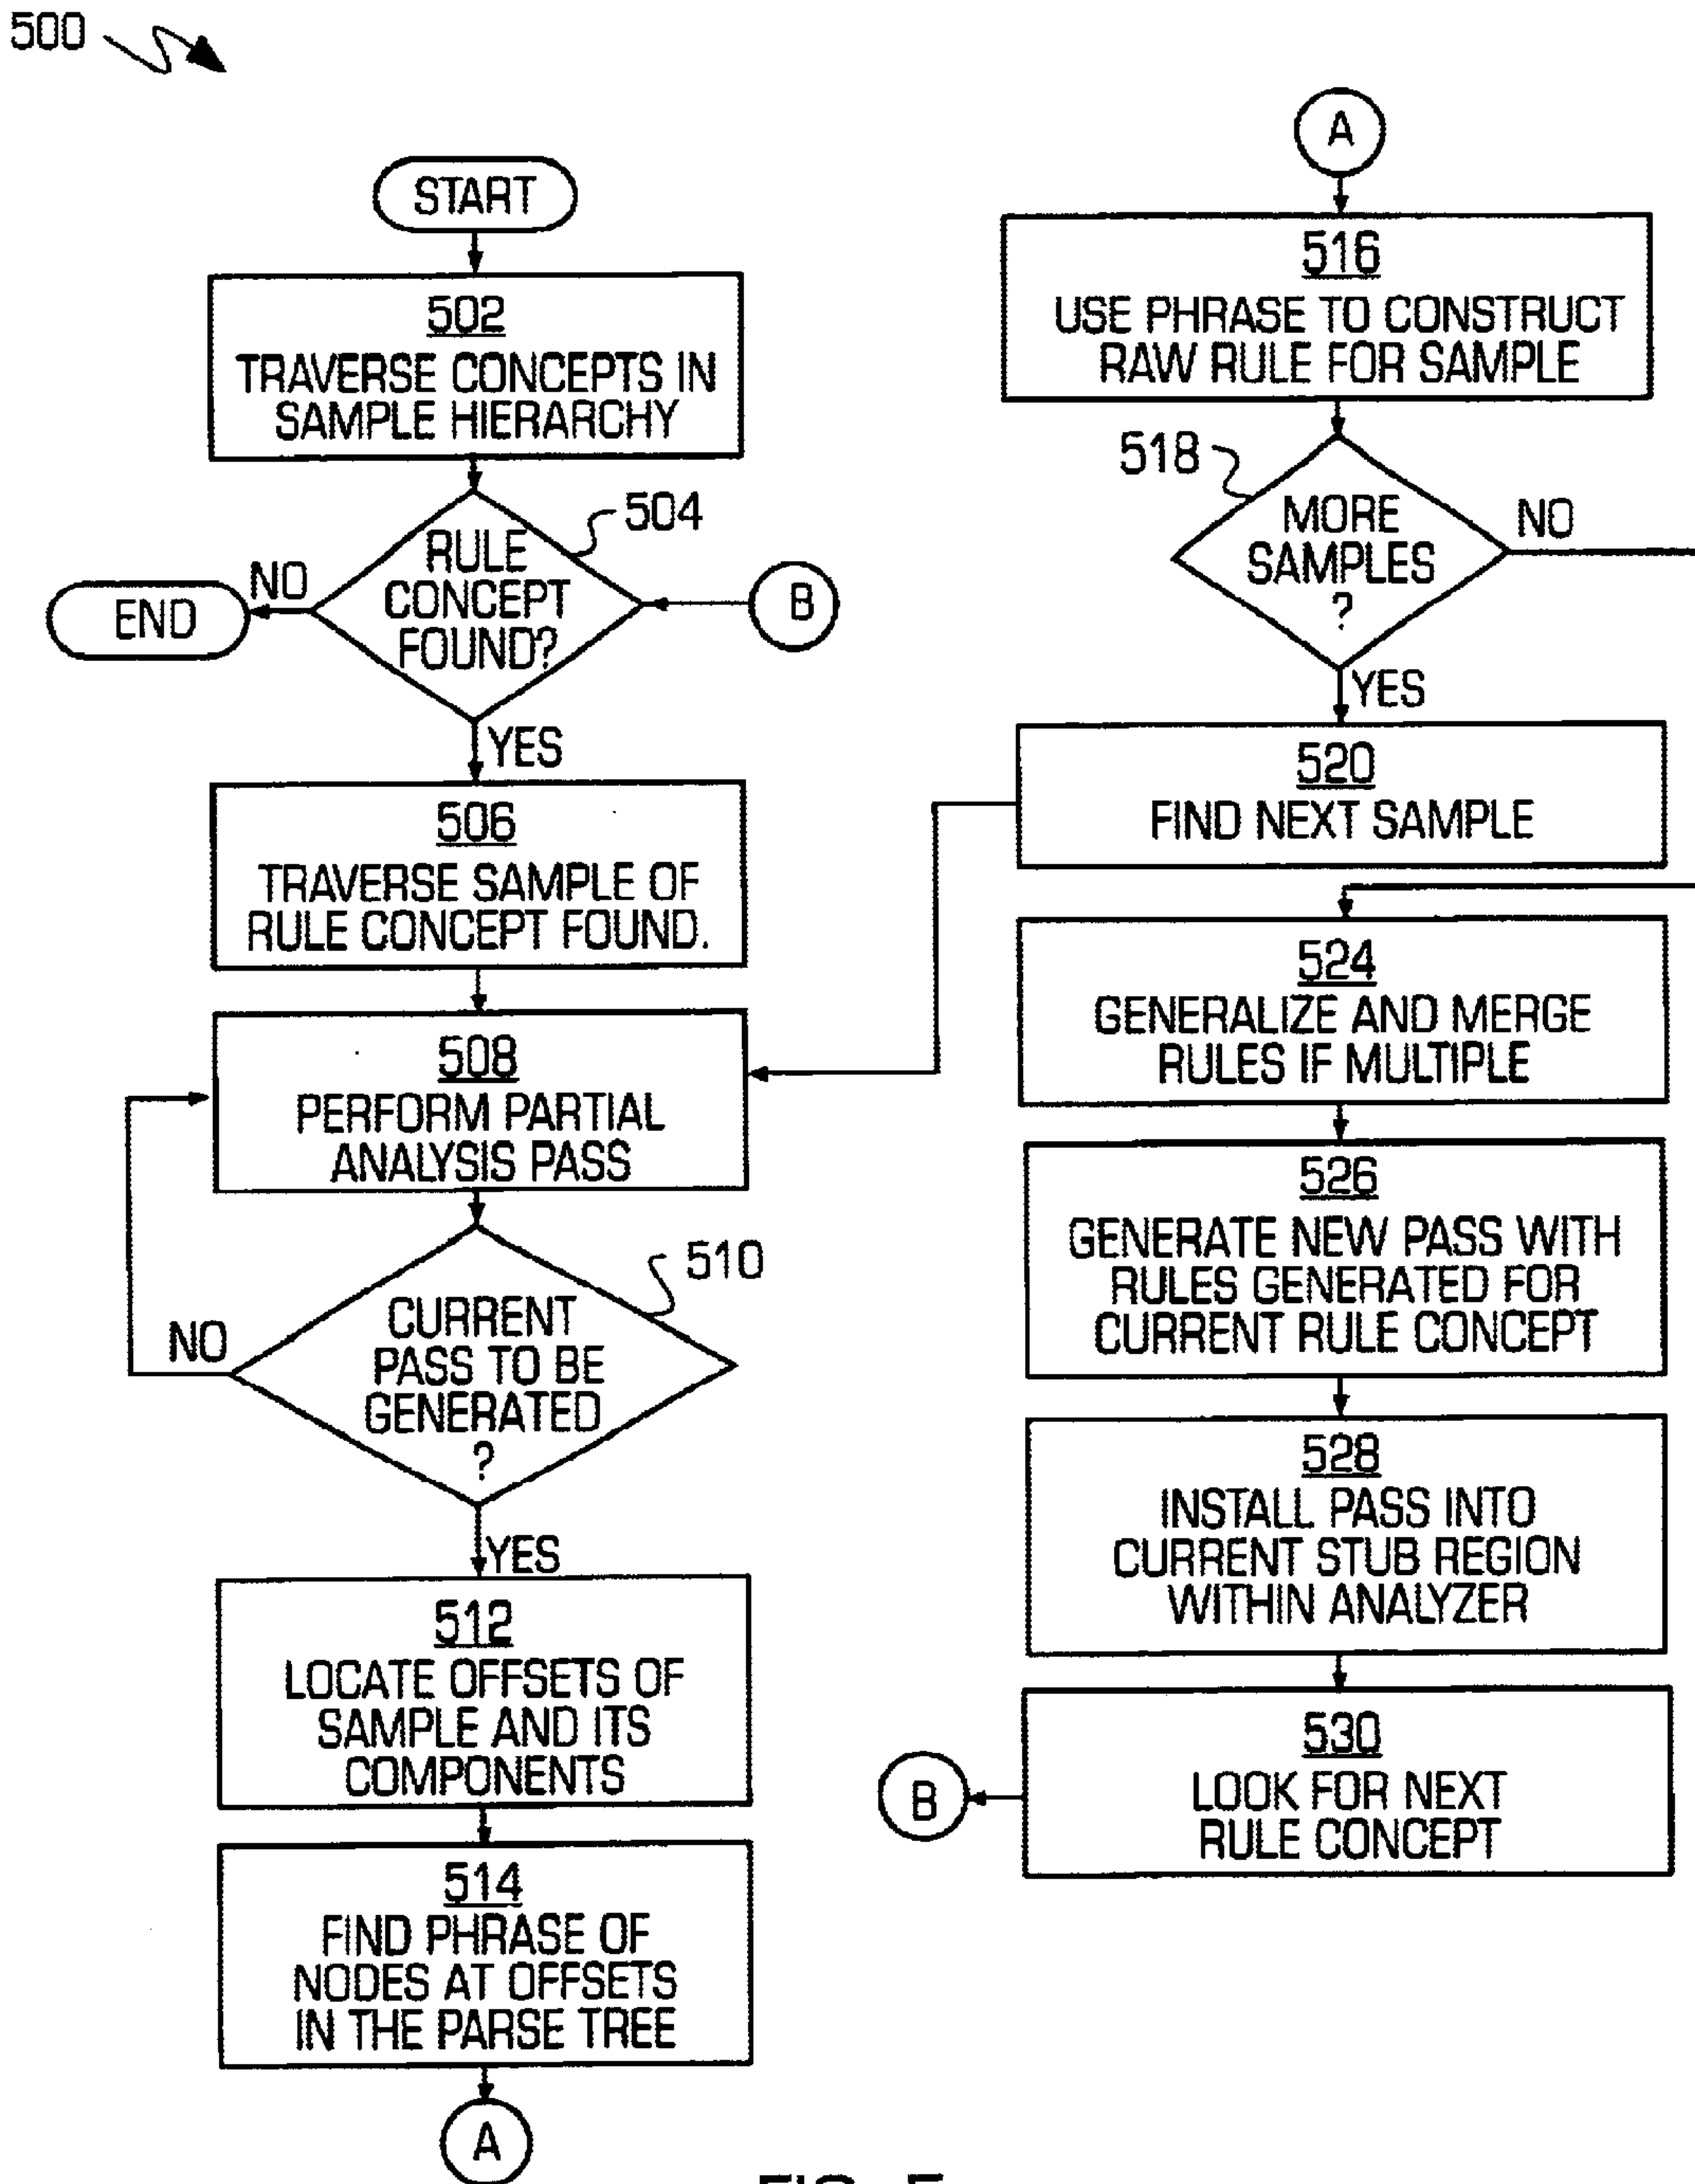 500
START
502
TRAVERSE CONCEPTS IN
SAMPLE HIERARCHY
504
RULE
CONCEPT
FOUND?
NO
END
B
YES
506
TRAVERSE SAMPLE OF
RULE CONCEPT FOUND.
508
PERFORM PARTIAL
ANALYSIS PASS
510
CURRENT
PASS TO BE
GENERATED
?
NO
YES
512
LOCATE OFFSETS OF
SAMPLE AND ITS
COMPONENTS
514
FIND PHRASE OF
NODES AT OFFSETS
IN THE PARSE TREE
A
A
516
USE PHRASE TO CONSTRUCT
RAW RULE FOR SAMPLE
518
MORE
SAMPLES
?
NO
YES
520
FIND NEXT SAMPLE
524
GENERALIZE AND MERGE
RULES IF MULTIPLE
526
GENERATE NEW PASS WITH
RULES GENERATED FOR
CURRENT RULE CONCEPT
528
INSTALL PASS INTO
CURRENT STUB REGION
WITHIN ANALYZER
530
LOOK FOR NEXT
RULE CONCEPT
B